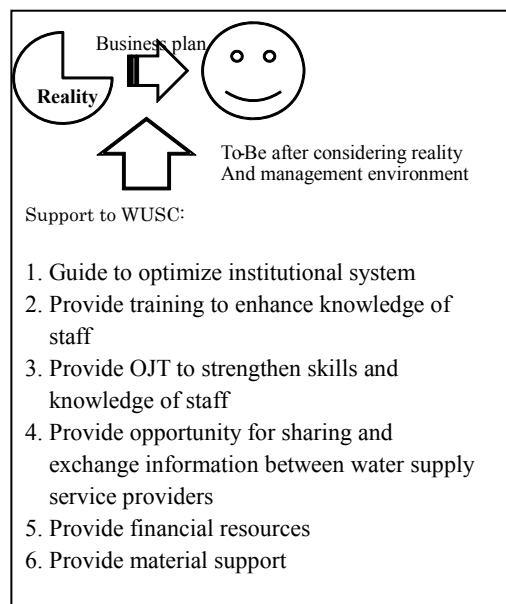 Business plan
Reality
To-Be after considering reality
And management environment
Support to WUSC:
1. Guide to optimize institutional system
2. Provide training to enhance knowledge of
staff
3. Provide OJT to strengthen skills and
knowledge of staff
4. Provide opportunity for sharing and
exchange information between water supply
service providers
5. Provide financial resources
6. Provide material support